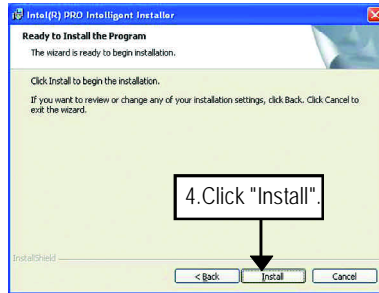 Intel(R) PRO Intelligent Installer
Ready to Install the Program
The wizard is ready to begin installation.
Click Install to begin the installation.
If you want to review or change any of your installation settings, click Back. Click Cancel to
exit the wizard.
4.Click "Install".
InstallShield
< Back
Install
Cancel